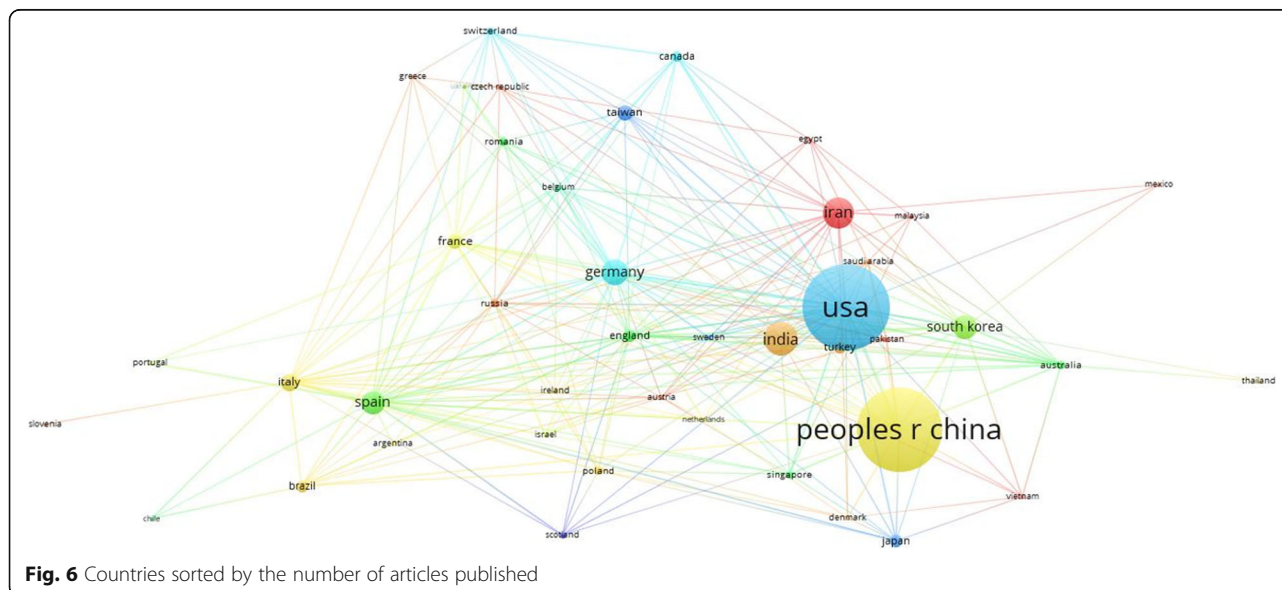 switzerland
canada
greece
czech republic
taiwan
romania
egypt
belgium
mexico
iran
malaysia
france
saudi arabia
germany
russia
usa
south korea
england
sweden
india
turkey
pakistan
portugal
australia
italy
thailand
ireland
austria
spain
netherlands
slovenia
peoples r china
israel
argentina
poland
singapore
brazil
vietnam
chile
denmark
scotland
japan
Fig. 6 Countries sorted by the number of articles published